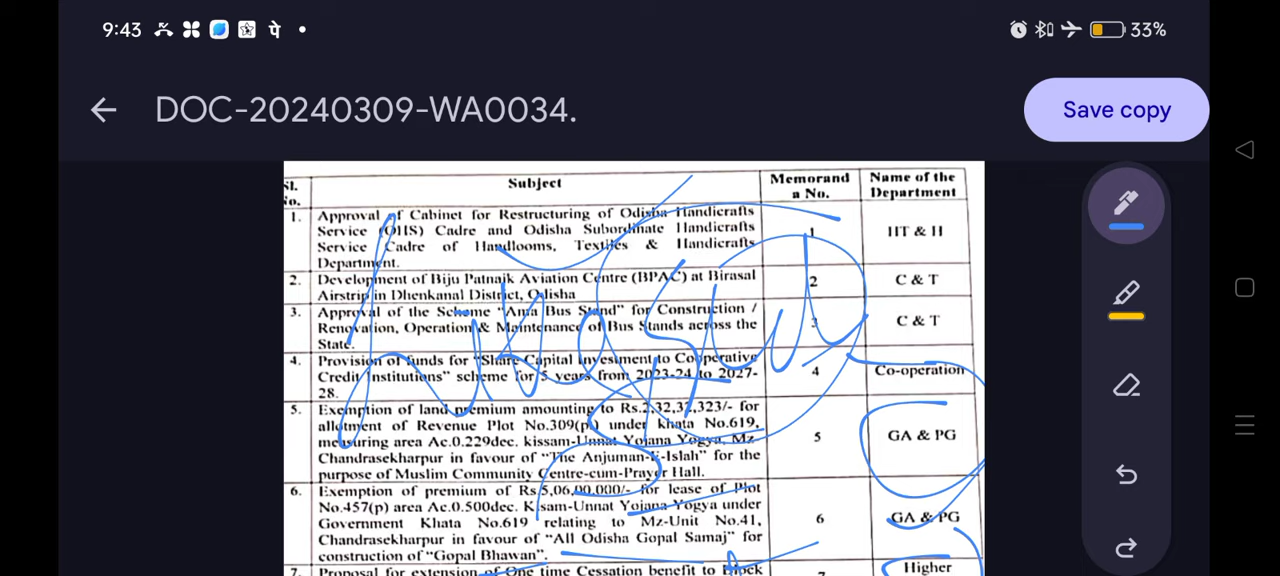 9:43 पे 33%
DOC-20240309-WA0034.
Save copy
Sl. No. Subject Memoranda No. Name of the Department
1. Approval of Cabinet for Restructuring of Odisha Handicrafts
Service (OHS) Cadre and Odisha Subordinate Handicrafts
Service Cadre of Handlooms, Textiles & Handicrafts
Department. 1 HT & H
2. Development of Biju Patnaik Aviation Centre (BPAC) at Birasal
Airstrip in Dhenkanal District, Odisha 2 C & T
3. Approval of the Scheme "Ama Bus Stand" for Construction /
Renovation, Operation & Maintenance of Bus Stands across the
State. 3 C & T
4. Provision of funds for "Share Capital Investment to Cooperative
Credit Institutions" scheme for 5 years from 2023-24 to 2027-
28. 4 Co-operation
5. Exemption of land premium amounting to Rs.2,32,37,323/- for
allotment of Revenue Plot No.309(p) under khata No.619,
measuring area Ac.0.229dec. kissam-Unnat Yojana Yogya, Mz
Chandrasekharpur in favour of "The Anjuman-I-Islah" for the
purpose of Muslim Community Centre-cum-Prayer Hall. 5 GA & PG
6. Exemption of premium of Rs.5,06,00,000/- for lease of Plot
No.457(p) area Ac.0.500dec. Kisam-Unnat Yojana Yogya under
Government Khata No.619 relating to Mz-Unit No.41,
Chandrasekharpur in favour of "All Odisha Gopal Samaj" for
construction of "Gopal Bhawan". 6 GA & PG
7. Proposal for extension of One time Cessation benefit to Block 7 Higher